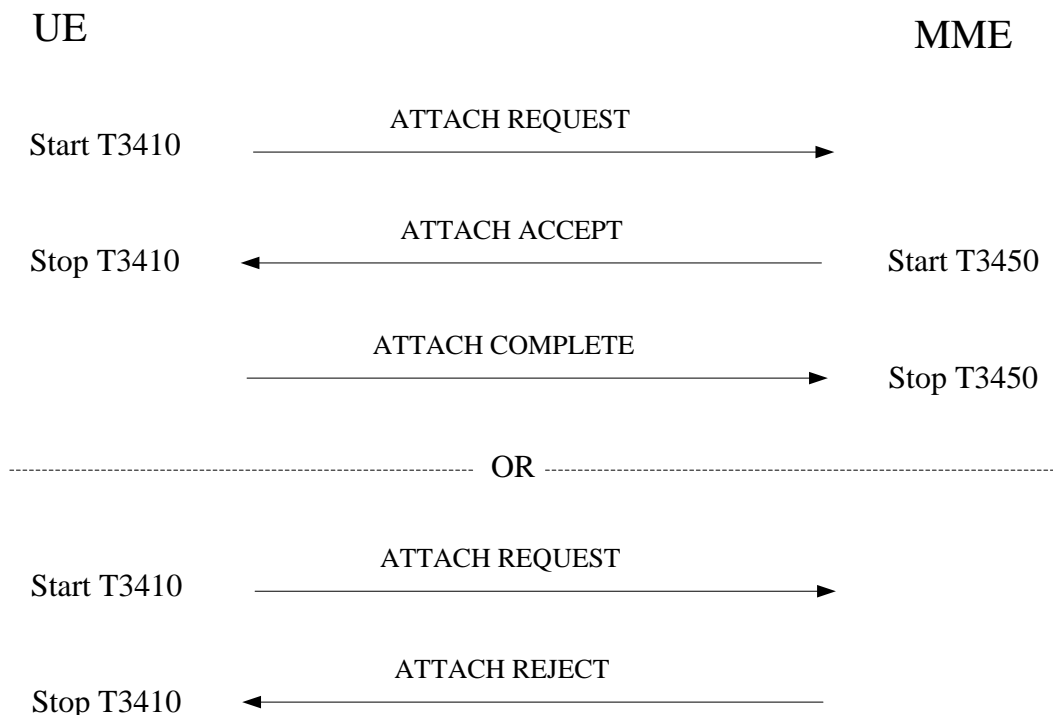 UE
MME
ATTACH REQUEST
Start T3410
ATTACH ACCEPT
Stop T3410
Start T3450
ATTACH COMPLETE
Stop T3450
OR
ATTACH REQUEST
Start T3410
ATTACH REJECT
Stop T3410